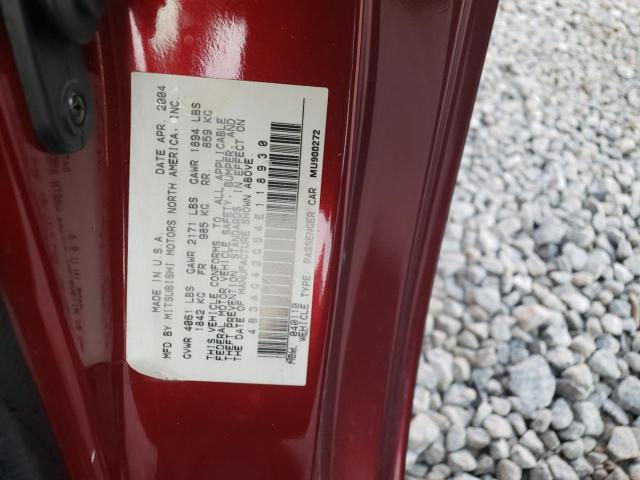 MADE IN U.S.A. DATE APR. 2004
MFD BY MITSUBISHI MOTORS NORTH AMERICA, INC.
GVWR 4061 LBS GAWR 2171 LBS GAWR 1894 LBS
1842 KG FR 985 KG RR 859 KG
THIS VEHICLE CONFORMS TO ALL APPLICABLE
FEDERAL MOTOR VEHICLE SAFETY, BUMPER, AND
THEFT PREVENTION STANDARDS IN EFFECT ON
THE DATE OF MANUFACTURE SHOWN ABOVE.
4B3AG42G54E118930
040110
VEHICLE TYPE: PASSENGER CAR MU900272